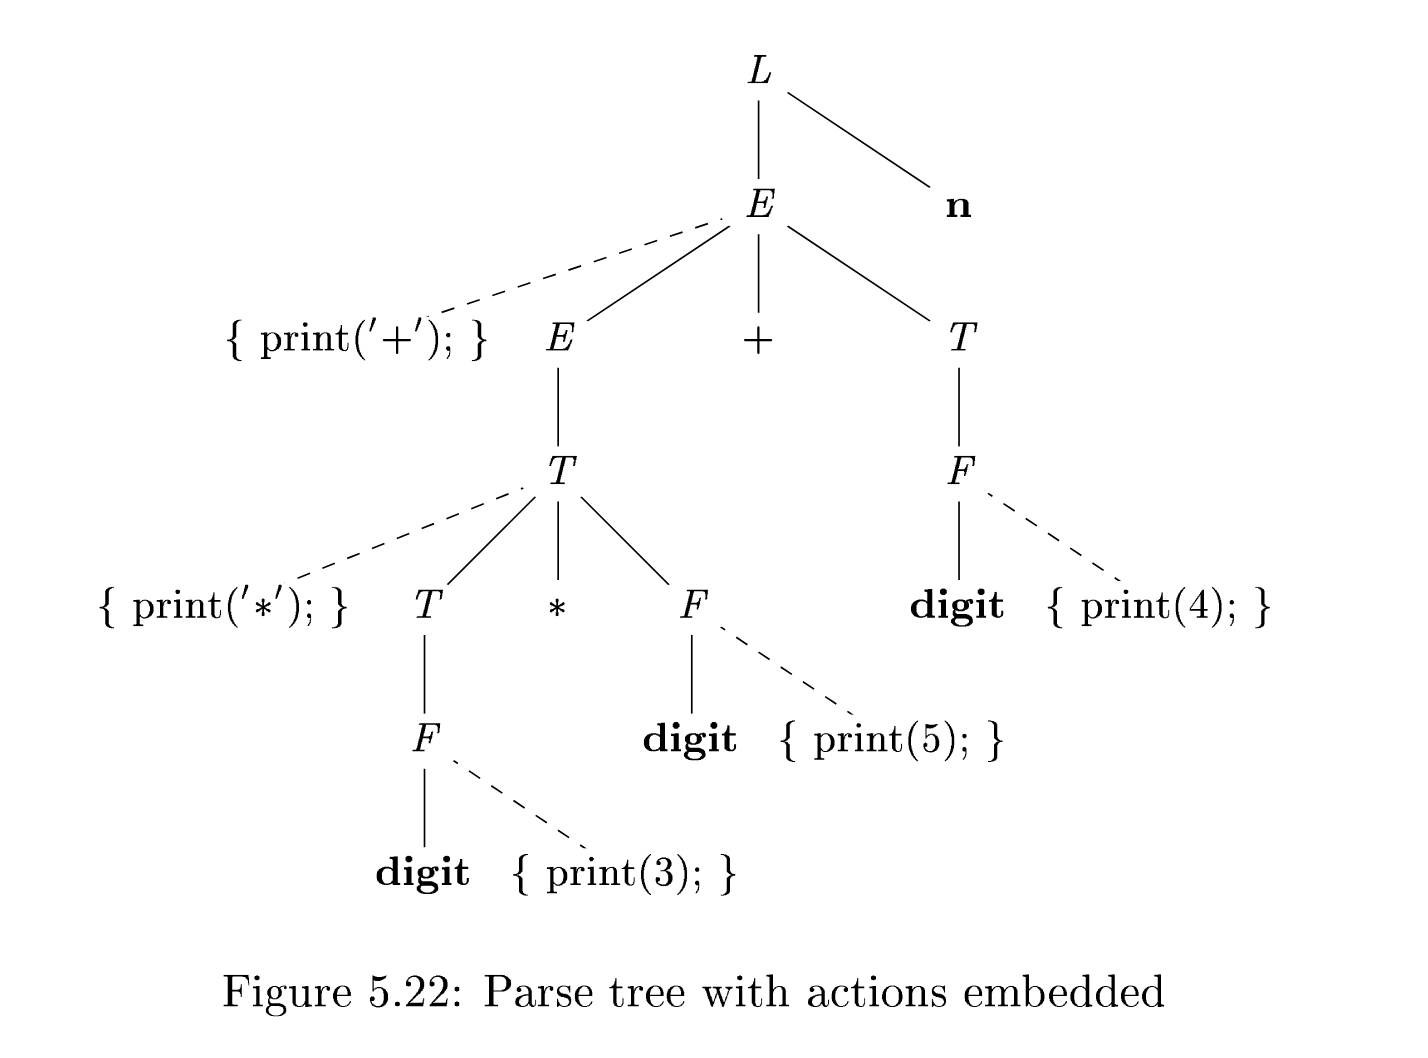 L
E n
{ print('+'); } E + T
T F
{ print('*'); } T * F digit { print(4); }
F digit { print(5); }
digit { print(3); }
Figure 5.22: Parse tree with actions embedded